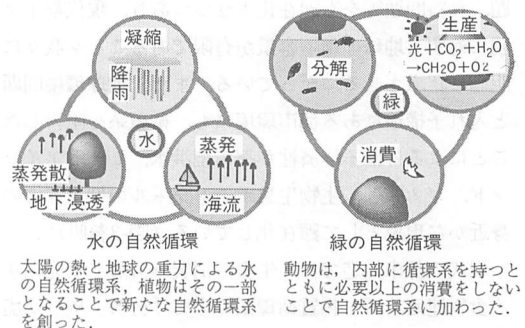 凝縮
降雨
水
蒸発散
地下浸透
蒸発
海流
水の自然循環
太陽の熱と地球の重力による水
の自然循環系，植物はその一部
となることで新たな自然循環系
を創った．
生産
光＋CO₂＋H₂O
→CH₂O＋O₂
分解
緑
消費
緑の自然循環
動物は，内部に循環系を持つと
ともに必要以上の消費をしない
ことで自然循環系に加わった．